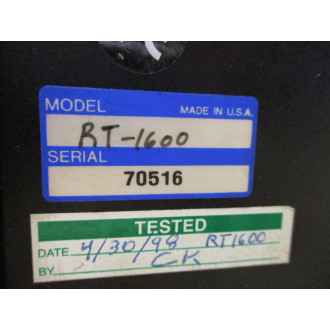 MODEL MADE IN U.S.A.
RT-1600
SERIAL
70516
TESTED
DATE 4/30/98 RT1600
BY CK